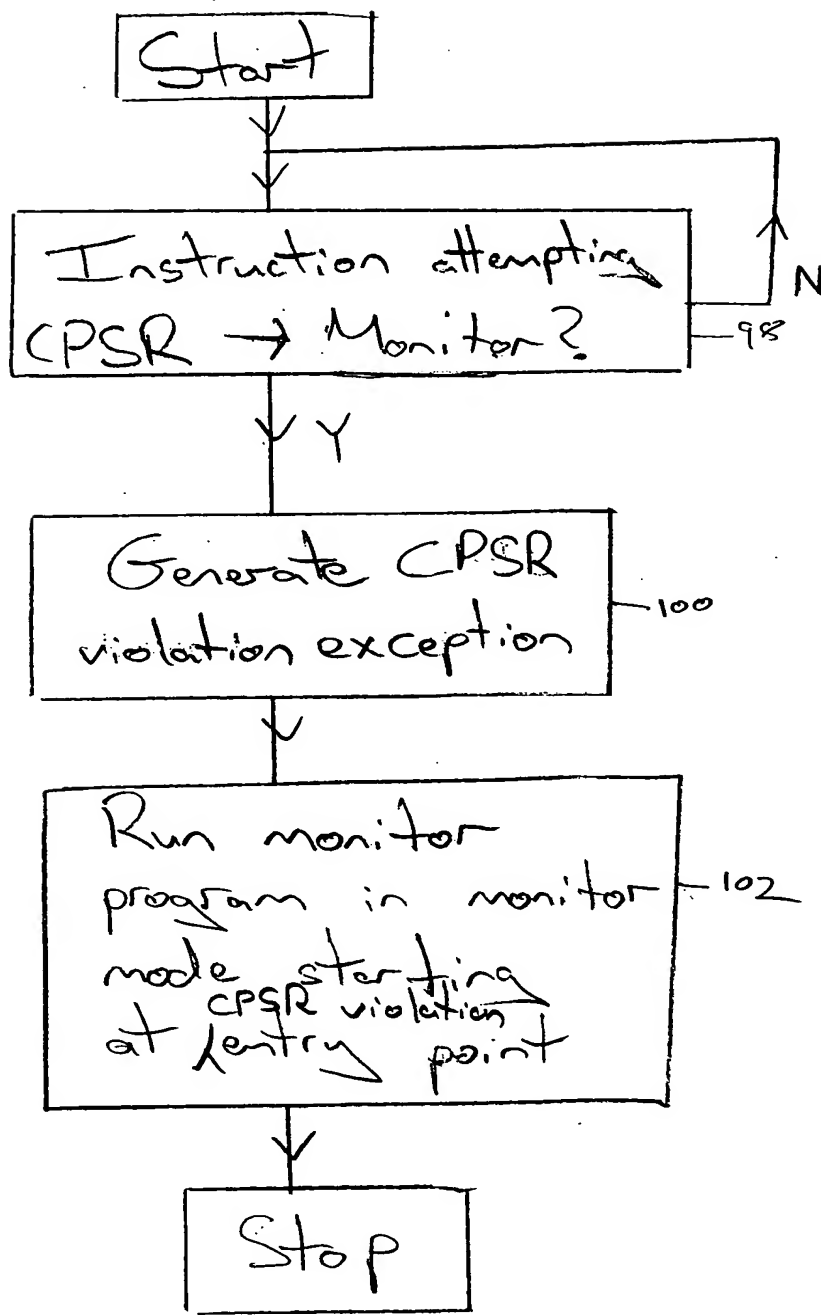 Start
Instruction attempting
CPSR → Monitor?
N
98
Y
Generate CPSR
violation exception
100
Run monitor
program in monitor
102
mode starting
CPSR violation
at entry point
Stop